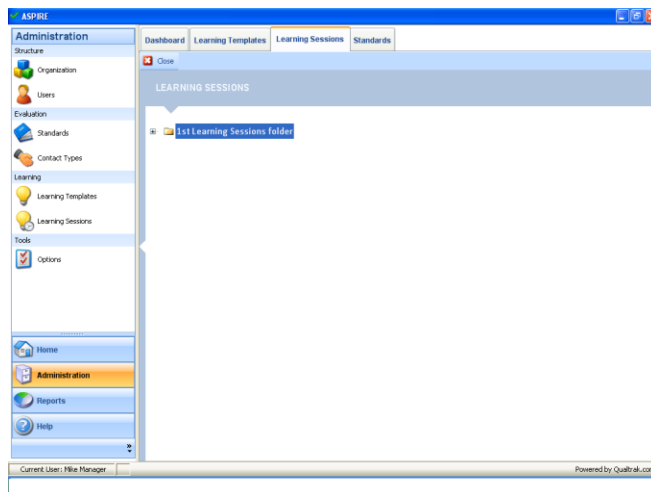 ASPIRE
Administration
Structure
Organization
Users
Evaluation
Standards
Contact Types
Learning
Learning Templates
Learning Sessions
Tools
Options
Home
Administration
Reports
Help
Dashboard Learning Templates Learning Sessions Standards
Close
LEARNING SESSIONS
1st Learning Sessions folder
Current User: Mike Manager
Powered by Qualtrak.com